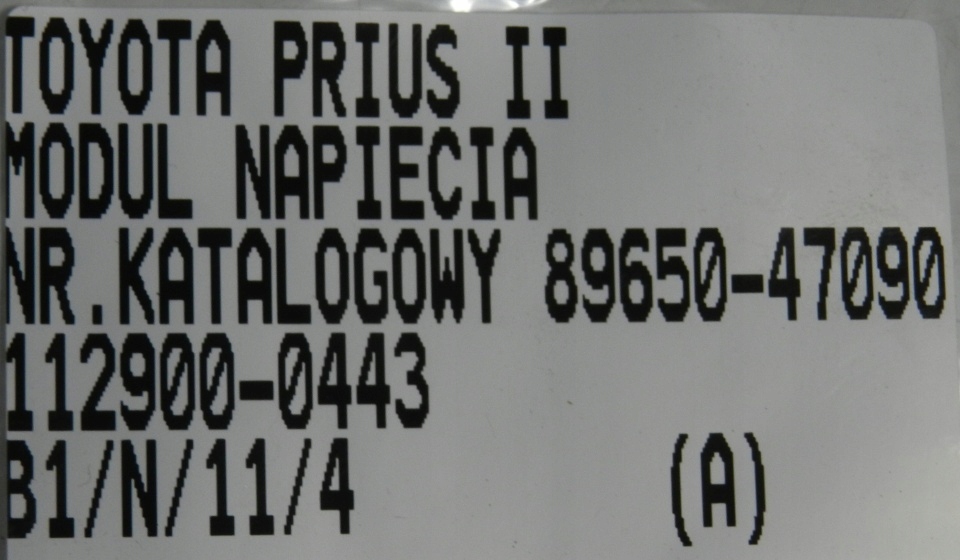 TOYOTA PRIUS II
MODUL NAPIECIA
NR.KATALOGOWY 89650-47090
112900-0443
B1/N/11/4 (A)